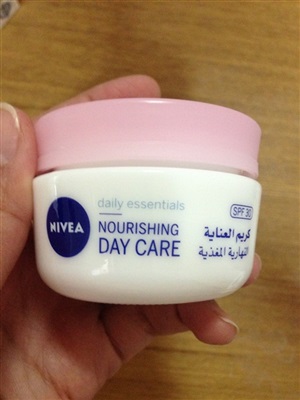 daily essentials
NIVEA
NOURISHING
DAY CARE
SPF 30
كريم العناية
النهارية المغذية